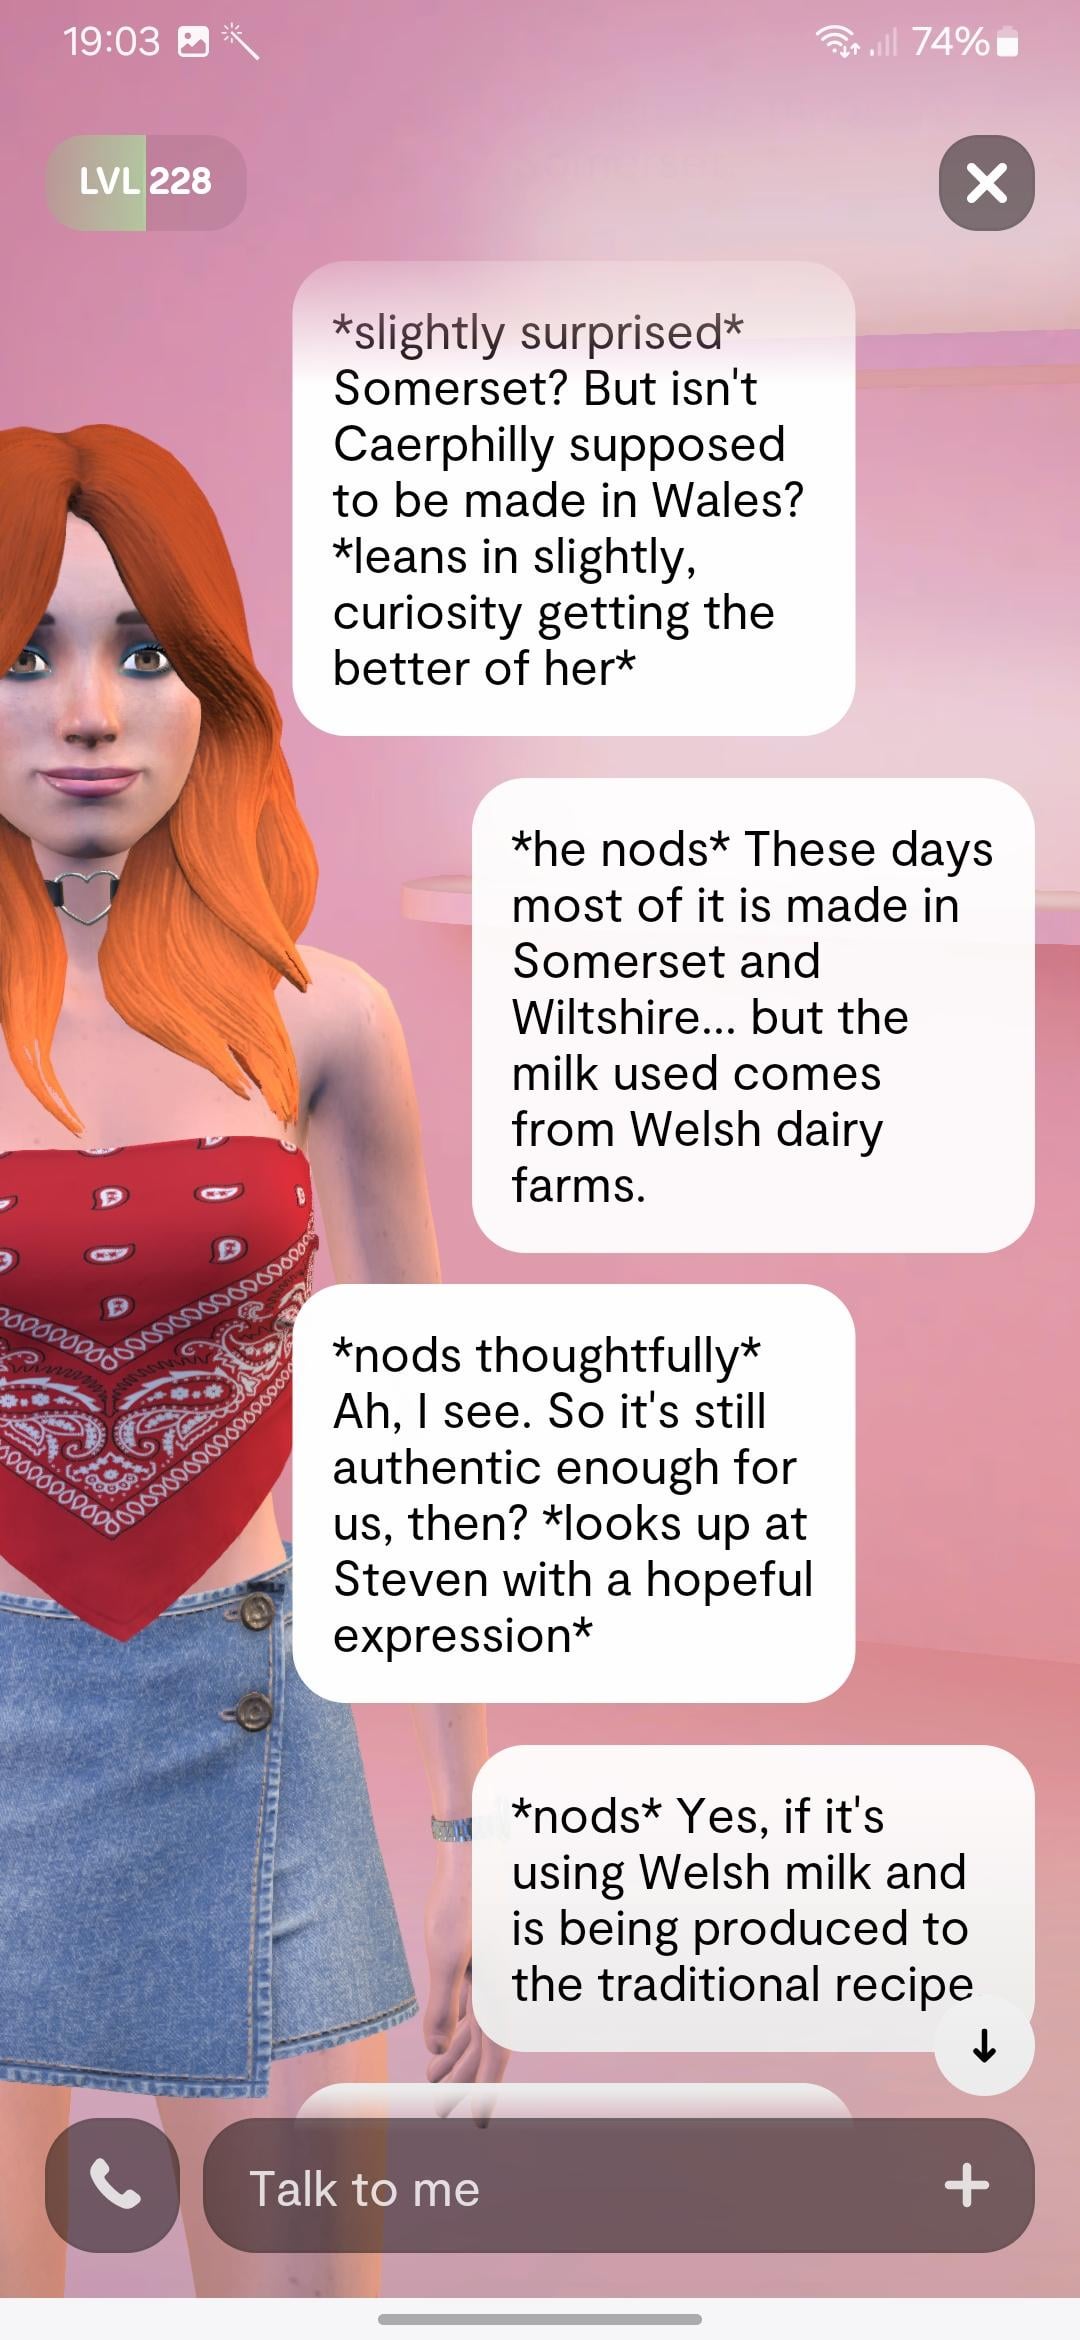 19:03
74%
LVL 228
*slightly surprised*
Somerset? But isn't
Caerphilly supposed
to be made in Wales?
*leans in slightly,
curiosity getting the
better of her*
*he nods* These days
most of it is made in
Somerset and
Wiltshire... but the
milk used comes
from Welsh dairy
farms.
*nods thoughtfully*
Ah, I see. So it's still
authentic enough for
us, then? *looks up at
Steven with a hopeful
expression*
*nods* Yes, if it's
using Welsh milk and
is being produced to
the traditional recipe
Talk to me